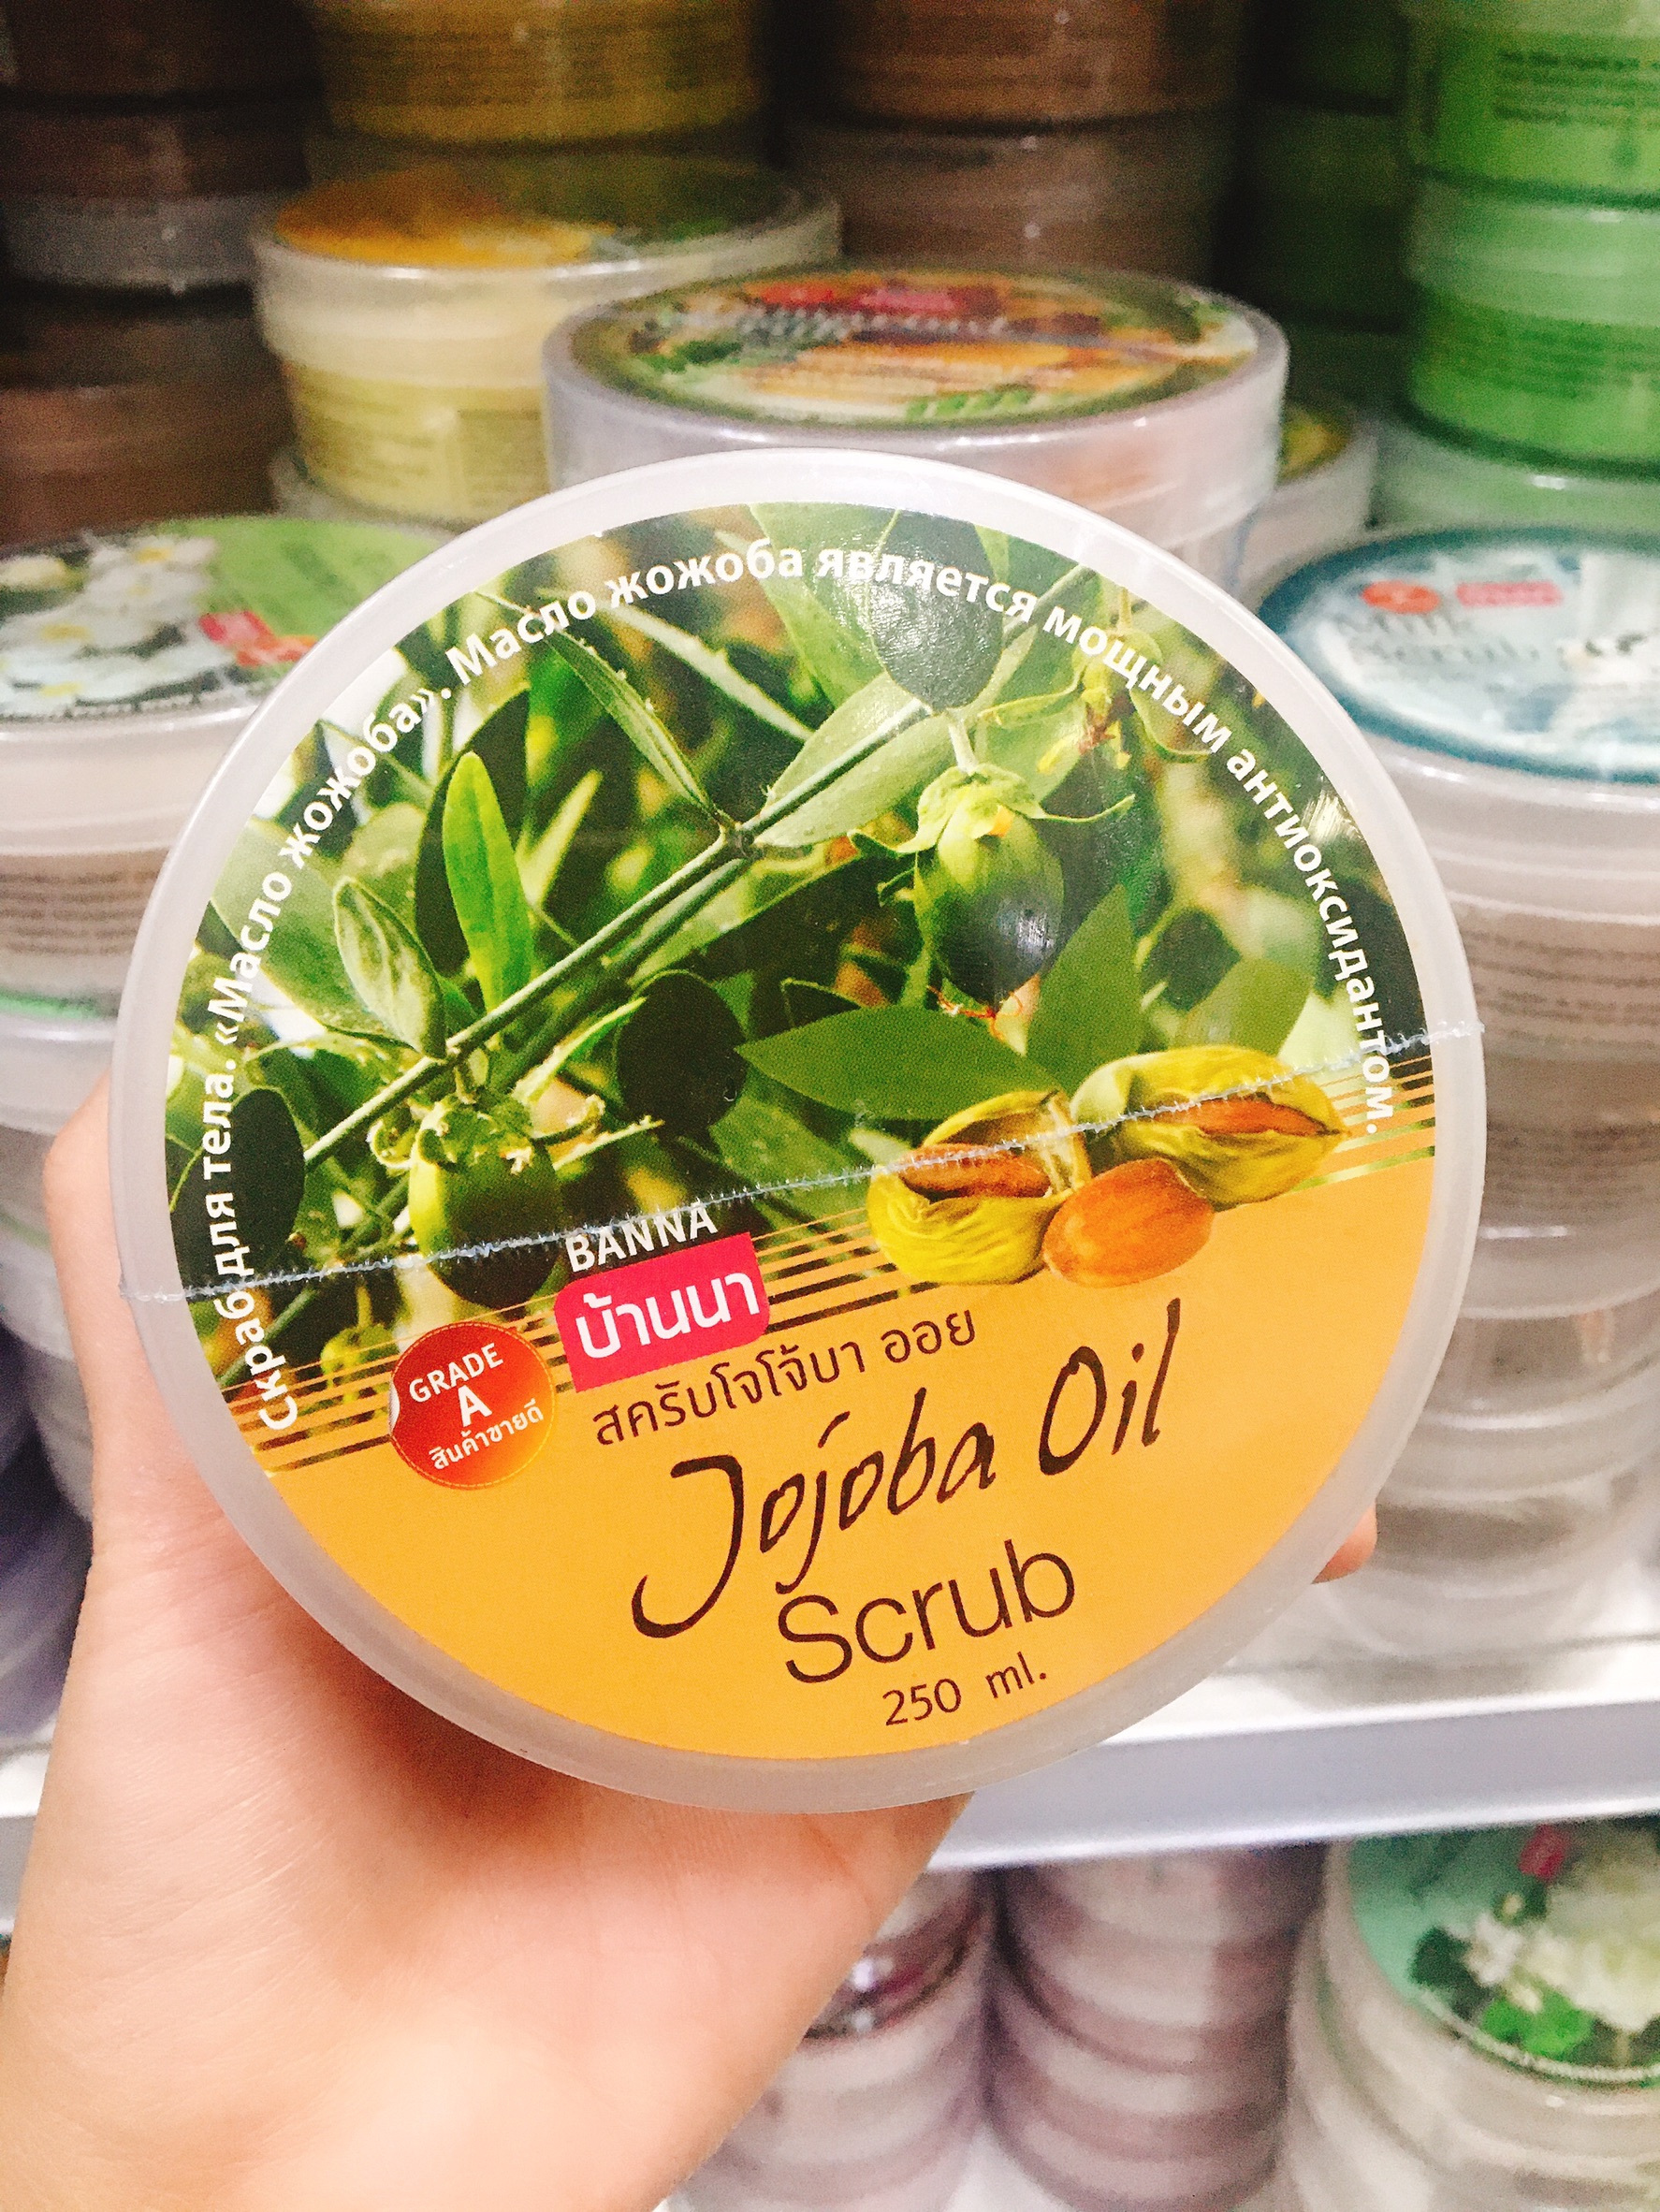 Скраб для тела. «Масло жожоба». Масло жожоба является мощным антиоксидантом.
BANNA
บ้านนา
GRADE
A
สินค้าขายดี
สครับโจโจ้บา ออย
Jojoba Oil
Scrub
250 ml.
Milk
Scrub